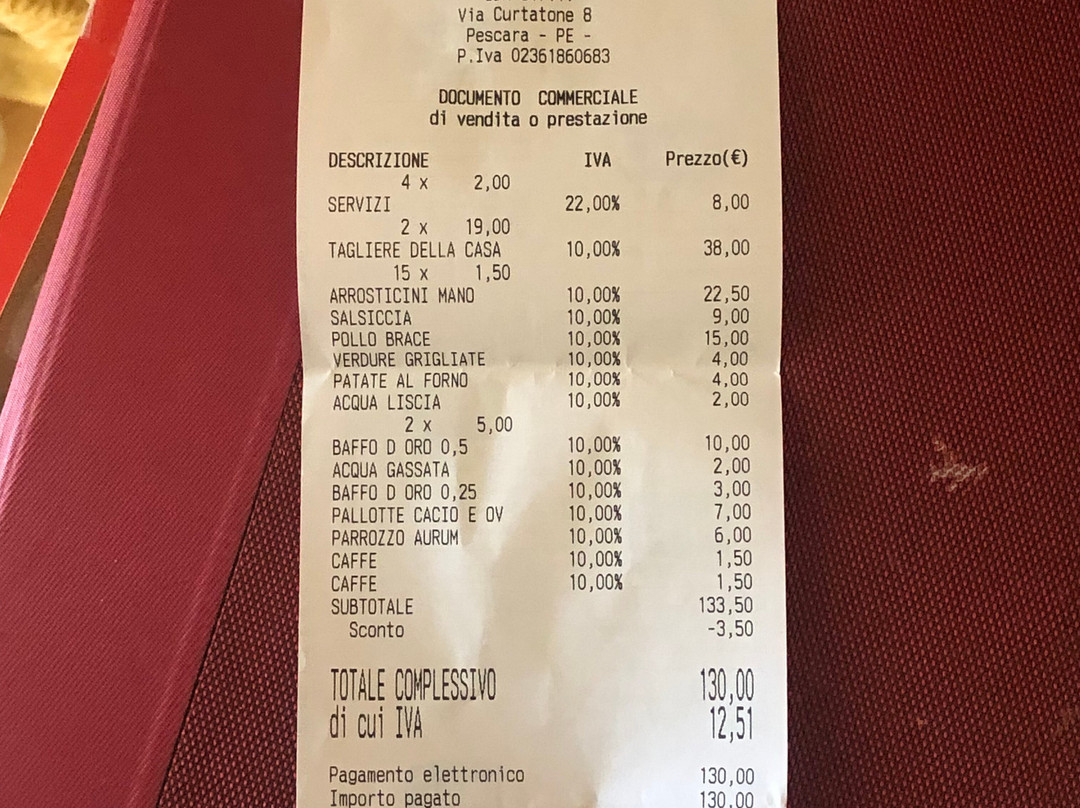 Via Curtatone 8
Pescara - PE -
P.Iva 02361860683
DOCUMENTO COMMERCIALE
di vendita o prestazione
DESCRIZIONE IVA Prezzo(€)
4 x 2,00
SERVIZI 22,00% 8,00
2 x 19,00
TAGLIERE DELLA CASA 10,00% 38,00
15 x 1,50
ARROSTICINI MANO 10,00% 22,50
SALSICCIA 10,00% 9,00
POLLO BRACE 10,00% 15,00
VERDURE GRIGLIATE 10,00% 4,00
PATATE AL FORNO 10,00% 4,00
ACQUA LISCIA 10,00% 2,00
2 x 5,00
BAFFO D ORO 0,5 10,00% 10,00
ACQUA GASSATA 10,00% 2,00
BAFFO D ORO 0,25 10,00% 3,00
PALLOTTE CACIO E OV 10,00% 7,00
PARROZZO AURUM 10,00% 6,00
CAFFE 10,00% 1,50
CAFFE 10,00% 1,50
SUBTOTALE 133,50
Sconto -3,50
TOTALE COMPLESSIVO 130,00
di cui IVA 12,51
Pagamento elettronico 130,00
Importo pagato 130,00